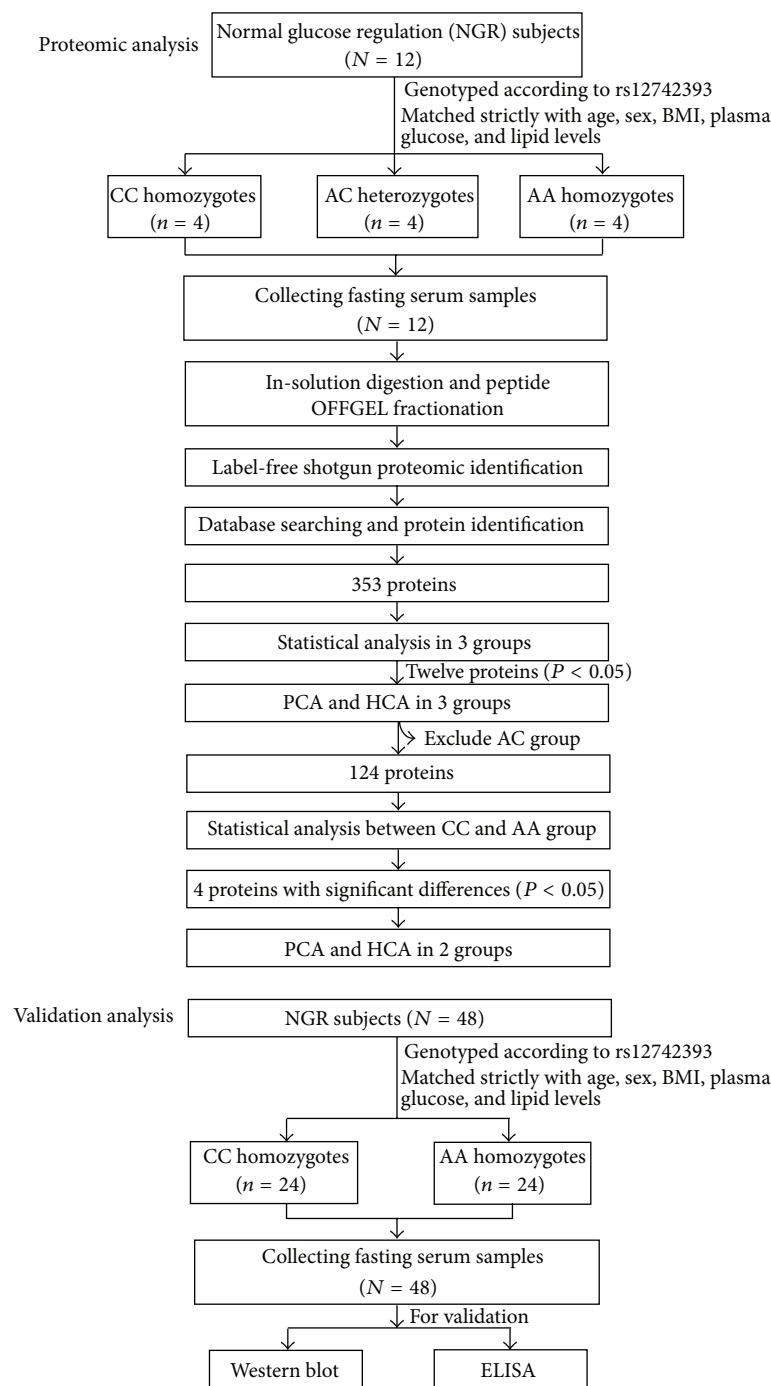 Proteomic analysis
Normal glucose regulation (NGR) subjects
(N = 12)
Genotyped according to rs12742393
Matched strictly with age, sex, BMI, plasma
glucose, and lipid levels
CC homozygotes
(n = 4)
AC heterozygotes
(n = 4)
AA homozygotes
(n = 4)
Collecting fasting serum samples
(N = 12)
In-solution digestion and peptide
OFFGEL fractionation
Label-free shotgun proteomic identification
Database searching and protein identification
353 proteins
Statistical analysis in 3 groups
Twelve proteins (P < 0.05)
PCA and HCA in 3 groups
Exclude AC group
124 proteins
Statistical analysis between CC and AA group
4 proteins with significant differences (P < 0.05)
PCA and HCA in 2 groups
Validation analysis
NGR subjects (N = 48)
Genotyped according to rs12742393
Matched strictly with age, sex, BMI, plasma
glucose, and lipid levels
CC homozygotes
(n = 24)
AA homozygotes
(n = 24)
Collecting fasting serum samples
(N = 48)
For validation
Western blot
ELISA